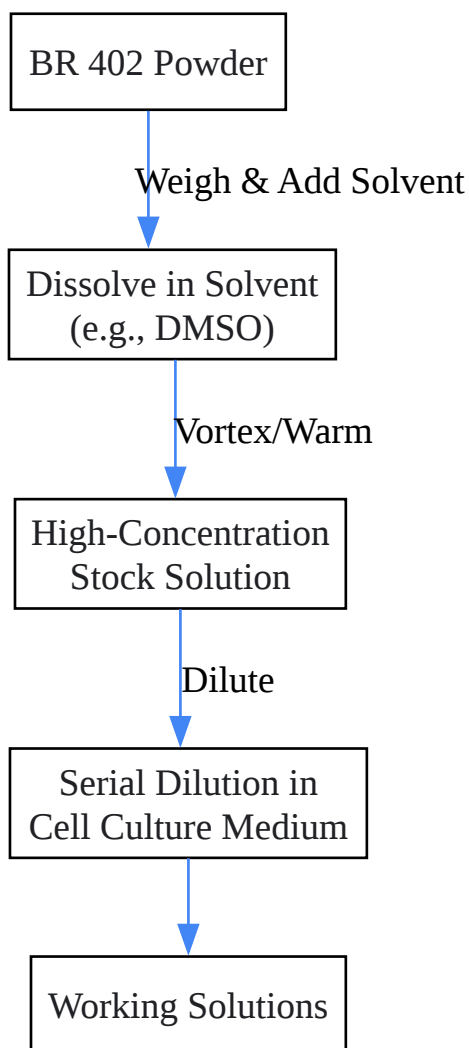 BR 402 Powder
Weigh & Add Solvent
Dissolve in Solvent
(e.g., DMSO)
Vortex/Warm
High-Concentration
Stock Solution
Dilute
Serial Dilution in
Cell Culture Medium
Working Solutions